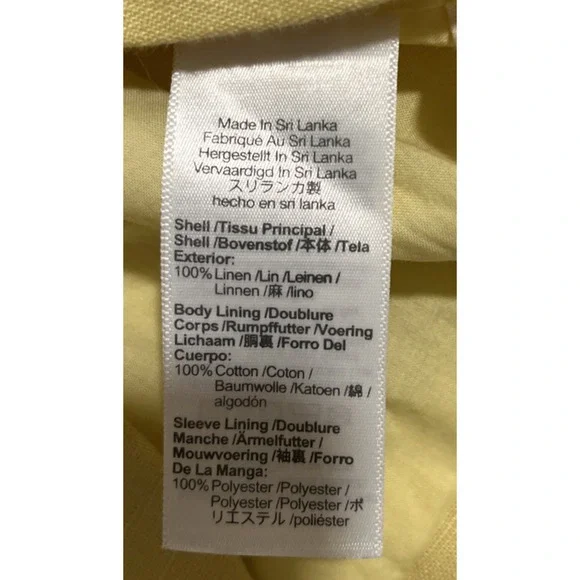 Made In Sri Lanka
Fabriqué Au Sri Lanka
Hergestellt In Sri Lanka
Vervaardigd In Sri Lanka
スリランカ製
hecho en sri lanka
Shell /Tissu Principal /
Shell /Bovenstof /本体 /Tela
Exterior:
100% Linen /Lin /Leinen /
Linnen /麻 /lino
Body Lining /Doublure
Corps /Rumpffutter /Voering
Lichaam /胴裏 /Forro Del
Cuerpo:
100% Cotton /Coton /
Baumwolle /Katoen /綿 /
algodón
Sleeve Lining /Doublure
Manche /Ärmelfutter /
Mouwvoering /袖裏 /Forro
De La Manga:
100% Polyester /Polyester /
Polyester /Polyester /ポ
リエステル /poliéster